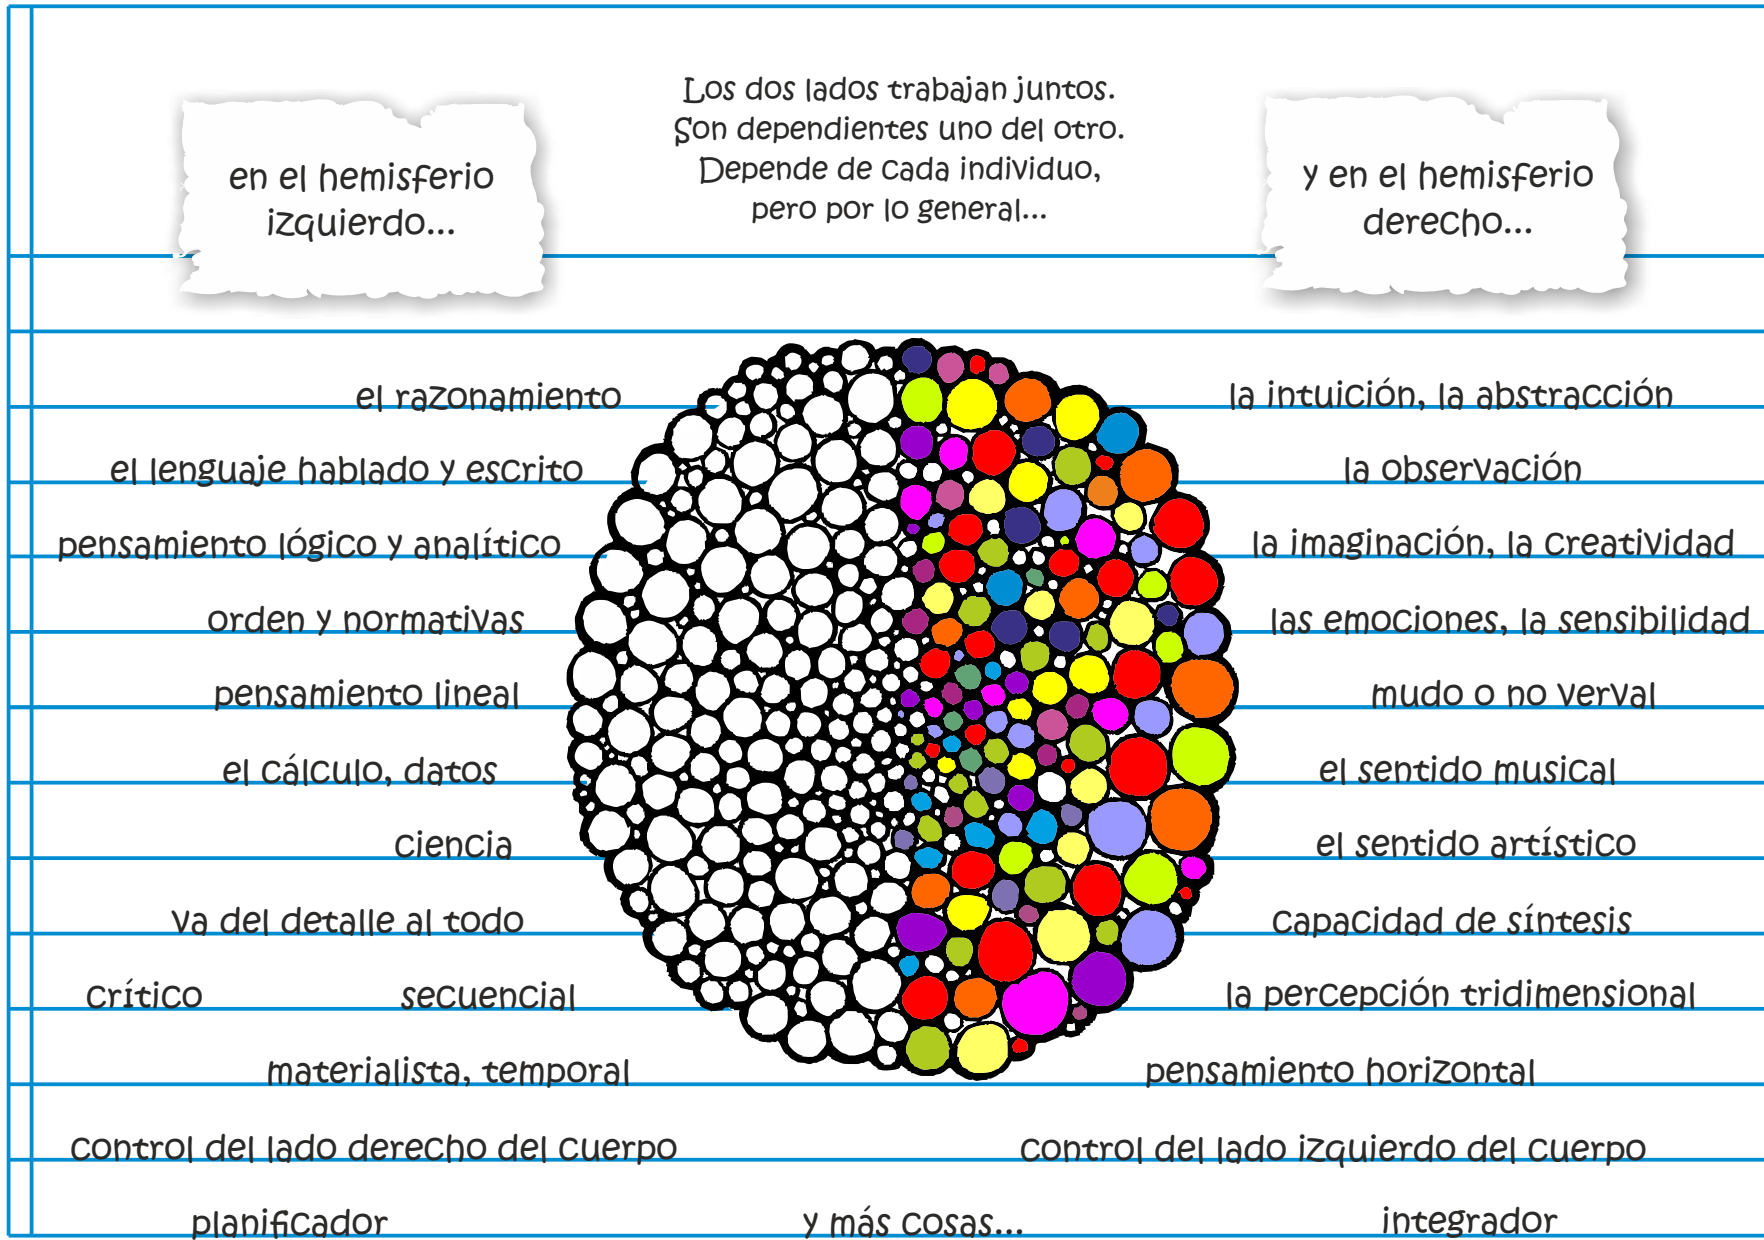 Los dos lados trabajan juntos.
Son dependientes uno del otro.
Depende de cada individuo,
pero por lo general...
en el hemisferio
izquierdo...
el razonamiento
el lenguaje hablado y escrito
pensamiento lógico y analítico
orden y normativas
pensamiento lineal
el cálculo, datos
ciencia
va del detalle al todo
crítico secuencial
materialista, temporal
control del lado derecho del cuerpo
planificador
y en el hemisferio
derecho...
la intuición, la abstracción
la observación
la imaginación, la creatividad
las emociones, la sensibilidad
mudo o no verval
el sentido musical
el sentido artístico
capacidad de síntesis
la percepción tridimensional
pensamiento horizontal
control del lado izquierdo del cuerpo
integrador
y más cosas...